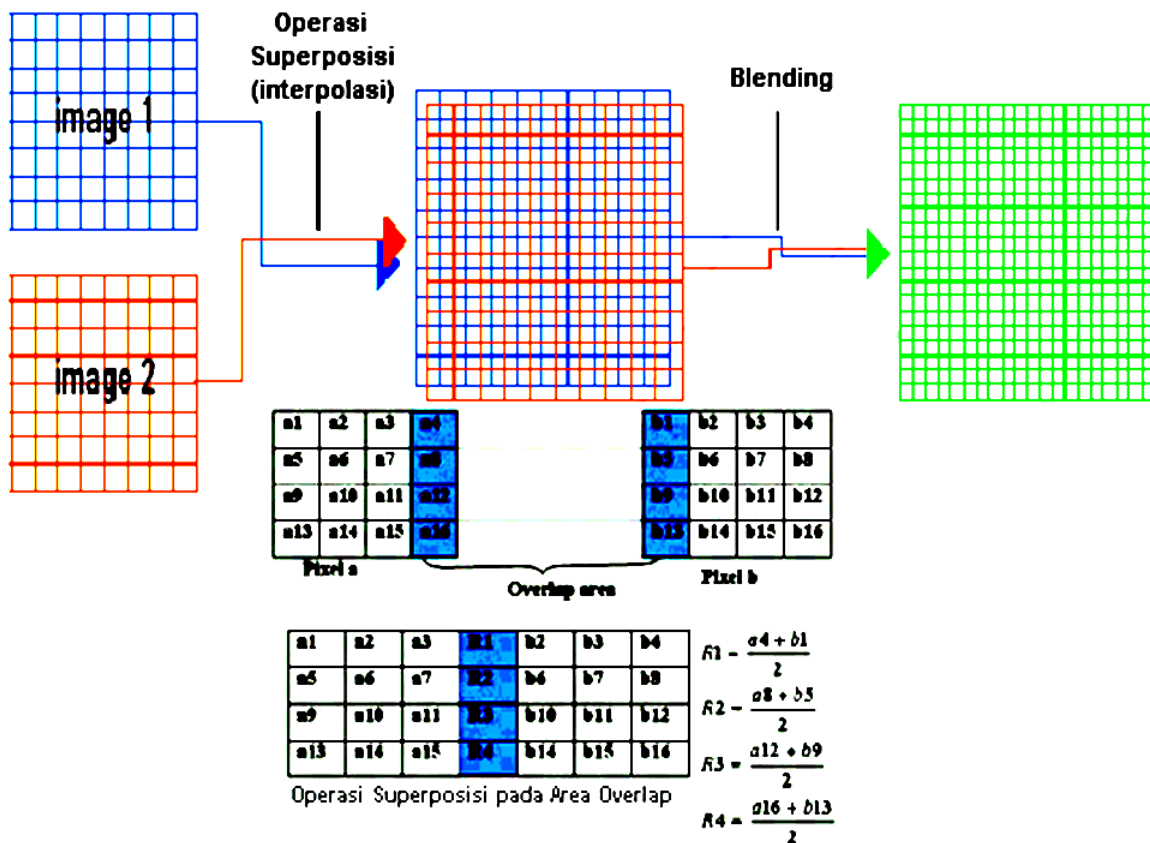 Operasi
Superposisi
(interpolasi)
Blending
image 1
image 2
a1 a2 a3 a4
a5 a6 a7 a8
a9 a10 a11 a12
a13 a14 a15 a16
Pixel a
b1 b2 b3 b4
b5 b6 b7 b8
b9 b10 b11 b12
b13 b14 b15 b16
Pixel b
Overlap area
a1 a2 a3 R1 b2 b3 b4
a5 a6 a7 R2 b6 b7 b8
a9 a10 a11 R3 b10 b11 b12
a13 a14 a15 R4 b14 b15 b16
Operasi Superposisi pada Area Overlap
R1 = (a4 + b1) / 2
R2 = (a8 + b5) / 2
R3 = (a12 + b9) / 2
R4 = (a16 + b13) / 2